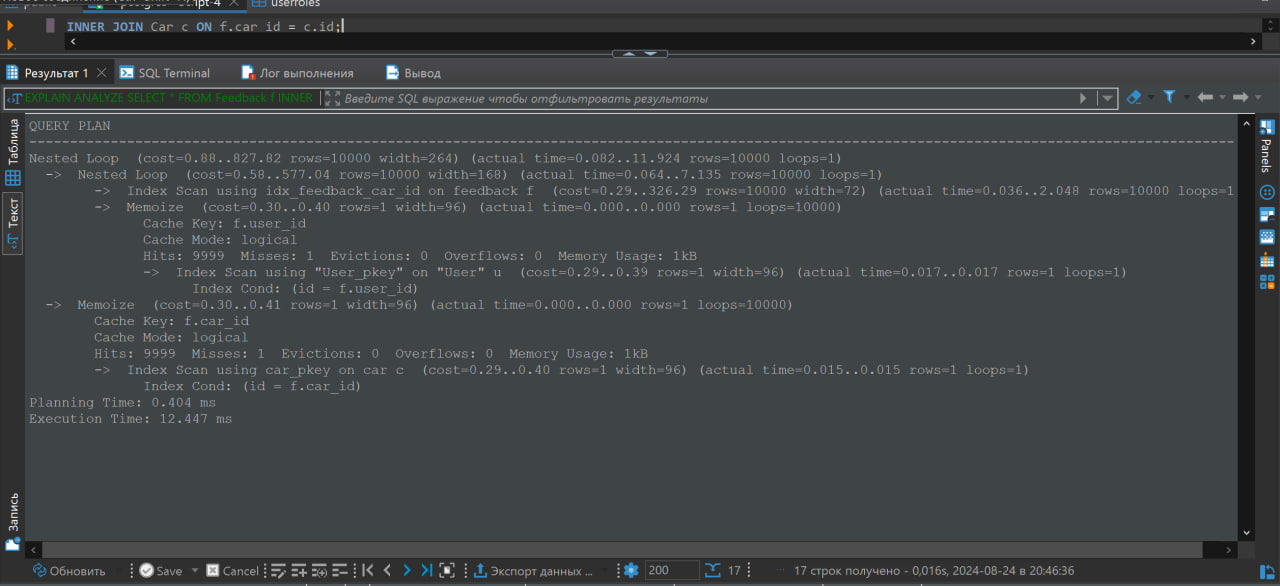 userroles
INNER JOIN Car c ON f.car_id = c.id;
Результат 1
SQL Terminal
Лог выполнения
Вывод
EXPLAIN ANALYZE SELECT * FROM Feedback f INNER
Введите SQL выражение чтобы отфильтровать результаты
Таблица
Текст
Запись
Panels
QUERY PLAN
Nested Loop (cost=0.88..827.82 rows=10000 width=264) (actual time=0.082..11.924 rows=10000 loops=1)
-> Nested Loop (cost=0.58..577.04 rows=10000 width=168) (actual time=0.064..7.135 rows=10000 loops=1)
-> Index Scan using idx_feedback_car_id on feedback f (cost=0.29..326.29 rows=10000 width=72) (actual time=0.036..2.048 rows=10000 loops=1
-> Memoize (cost=0.30..0.40 rows=1 width=96) (actual time=0.000..0.000 rows=1 loops=10000)
Cache Key: f.user_id
Cache Mode: logical
Hits: 9999 Misses: 1 Evictions: 0 Overflows: 0 Memory Usage: 1kB
-> Index Scan using "User_pkey" on "User" u (cost=0.29..0.39 rows=1 width=96) (actual time=0.017..0.017 rows=1 loops=1)
Index Cond: (id = f.user_id)
-> Memoize (cost=0.30..0.41 rows=1 width=96) (actual time=0.000..0.000 rows=1 loops=10000)
Cache Key: f.car_id
Cache Mode: logical
Hits: 9999 Misses: 1 Evictions: 0 Overflows: 0 Memory Usage: 1kB
-> Index Scan using car_pkey on car c (cost=0.29..0.40 rows=1 width=96) (actual time=0.015..0.015 rows=1 loops=1)
Index Cond: (id = f.car_id)
Planning Time: 0.404 ms
Execution Time: 12.447 ms
Обновить Save Cancel Экспорт данных ... 200 17 17 строк получено - 0,016s, 2024-08-24 в 20:46:36